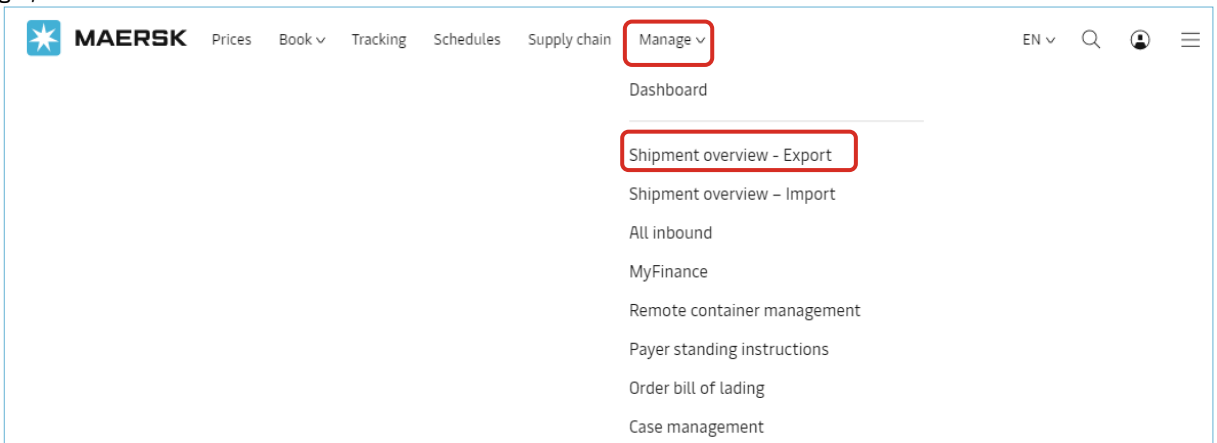 MAERSK Prices Book Tracking Schedules Supply chain Manage EN
Dashboard
Shipment overview - Export
Shipment overview – Import
All inbound
MyFinance
Remote container management
Payer standing instructions
Order bill of lading
Case management